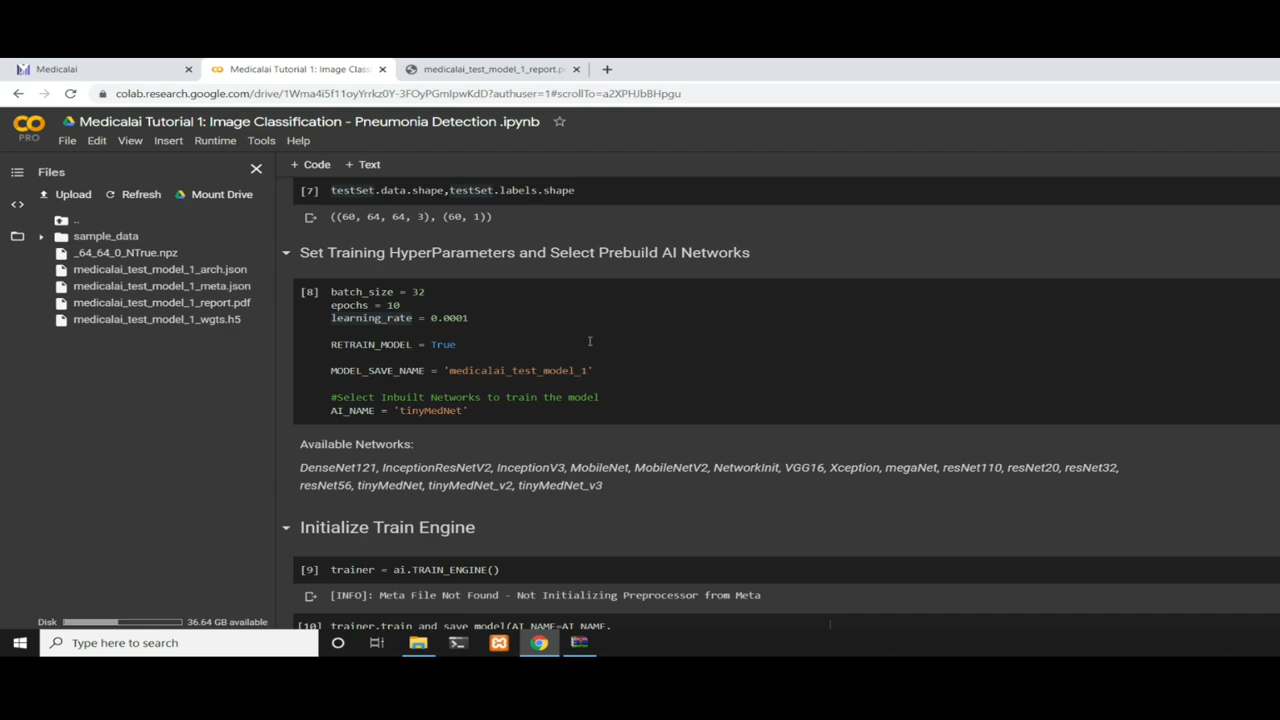 Medicalai
Medicalai Tutorial 1: Image Clas
medicalai_test_model_1_report.p
colab.research.google.com/drive/1Wma4i5f11oyYrrkz0Y-3FOyPGmIpwKdD?authuser=1#scrollTo=a2XPHJbBHpgu
PRO
Medicalai Tutorial 1: Image Classification - Pneumonia Detection .ipynb
File Edit View Insert Runtime Tools Help
Files
+ Code + Text
Upload Refresh Mount Drive
..
sample_data
_64_64_0_NTrue.npz
medicalai_test_model_1_arch.json
medicalai_test_model_1_meta.json
medicalai_test_model_1_report.pdf
medicalai_test_model_1_wgts.h5
[7] testSet.data.shape,testSet.labels.shape
((60, 64, 64, 3), (60, 1))
Set Training HyperParameters and Select Prebuild AI Networks
[8] batch_size = 32
epochs = 10
learning_rate = 0.0001
RETRAIN_MODEL = True
MODEL_SAVE_NAME = 'medicalai_test_model_1'
#Select Inbuilt Networks to train the model
AI_NAME = 'tinyMedNet'
Available Networks:
DenseNet121, InceptionResNetV2, InceptionV3, MobileNet, MobileNetV2, NetworkInit, VGG16, Xception, megaNet, resNet110, resNet20, resNet32,
resNet56, tinyMedNet, tinyMedNet_v2, tinyMedNet_v3
Initialize Train Engine
[9] trainer = ai.TRAIN_ENGINE()
[INFO]: Meta File Not Found - Not Initializing Preprocessor from Meta
[10] trainer.train_and_save_model(AI_NAME=AI_NAME,
Disk 36.64 GB available
Type here to search